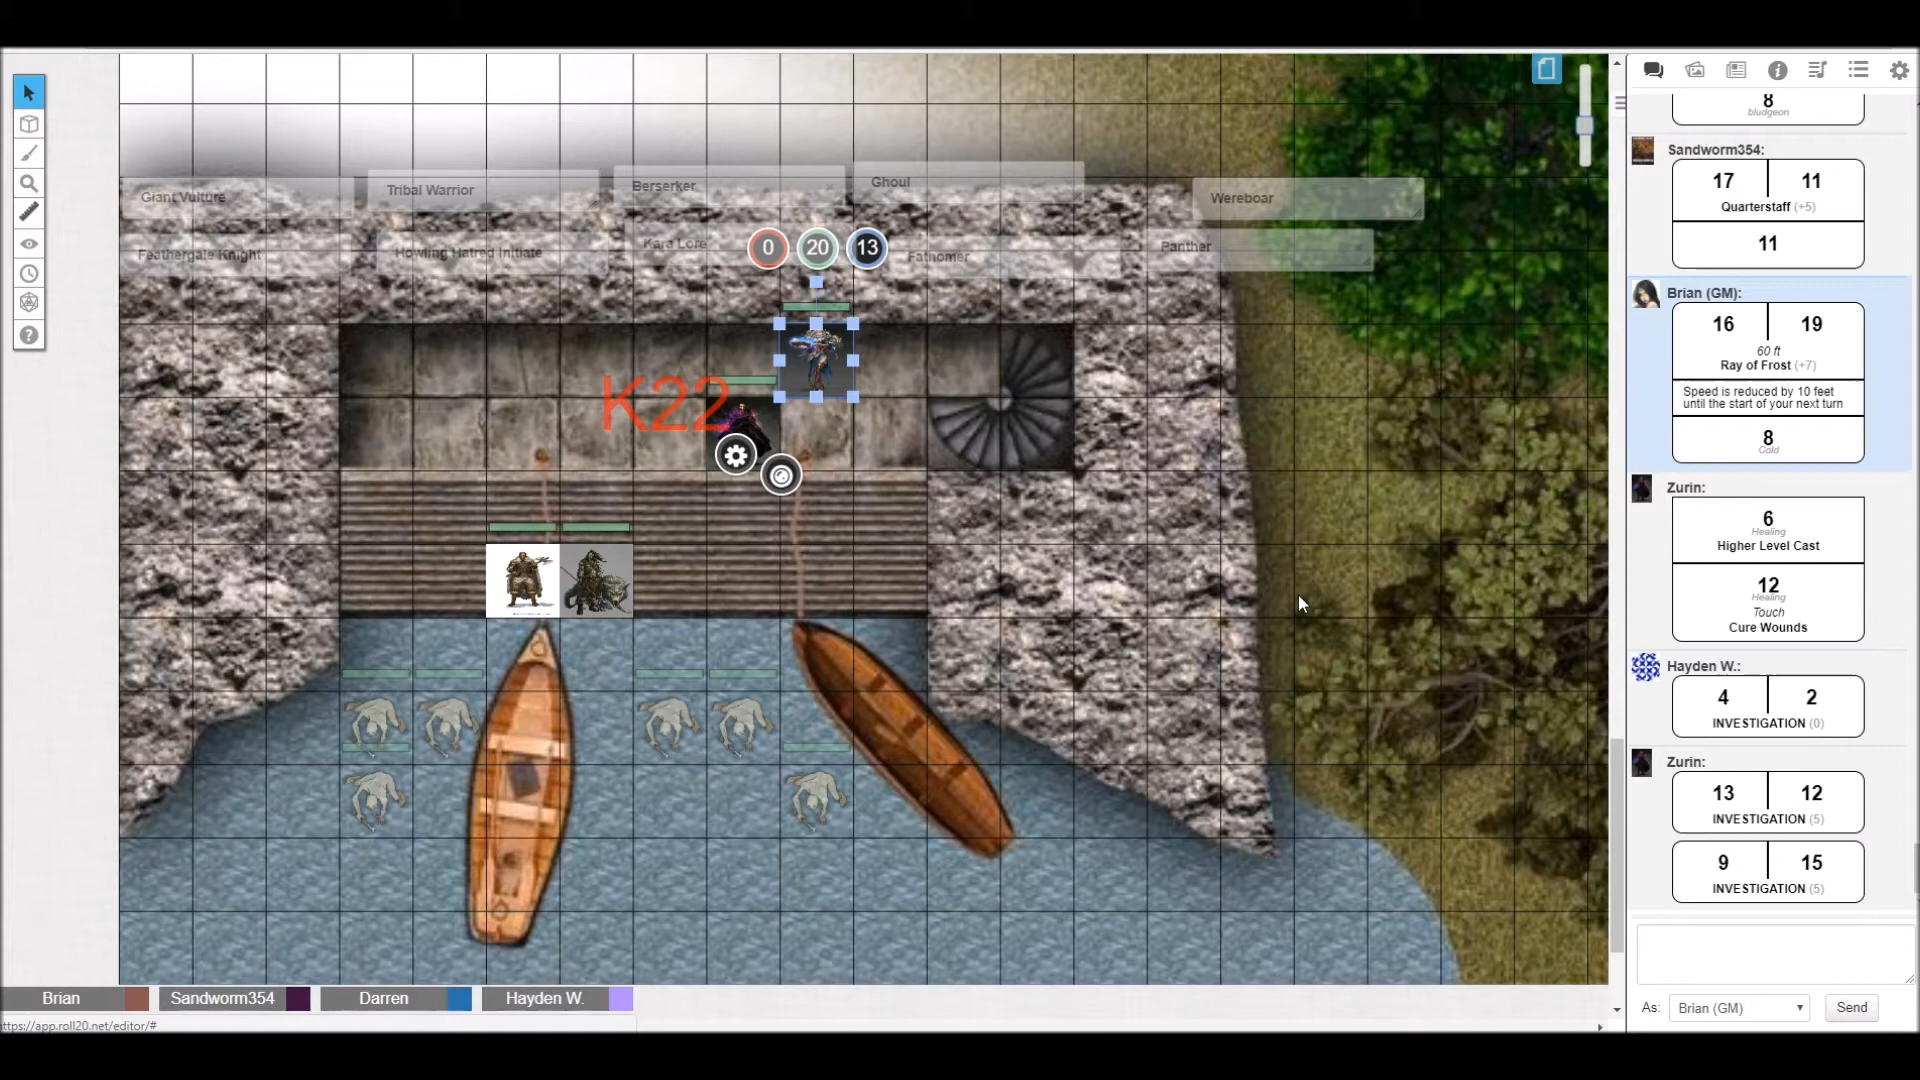 Giant Vulture
Tribal Warrior
Berserker
Ghoul
Wereboar
Feathergale Knight
Howling Hatred Initiate
Kara Lore
0
20
13
Fathomer
Panther
K22
8
bludgeon
Sandworm354:
17 11
Quarterstaff (+5)
11
Brian (GM):
16 19
60 ft
Ray of Frost (+7)
Speed is reduced by 10 feet
until the start of your next turn
8
Cold
Zurin:
6
Healing
Higher Level Cast
12
Healing
Touch
Cure Wounds
Hayden W.:
4 2
INVESTIGATION (0)
Zurin:
13 12
INVESTIGATION (5)
9 15
INVESTIGATION (5)
As: Brian (GM) Send
Brian Sandworm354 Darren Hayden W.
https://app.roll20.net/editor/#